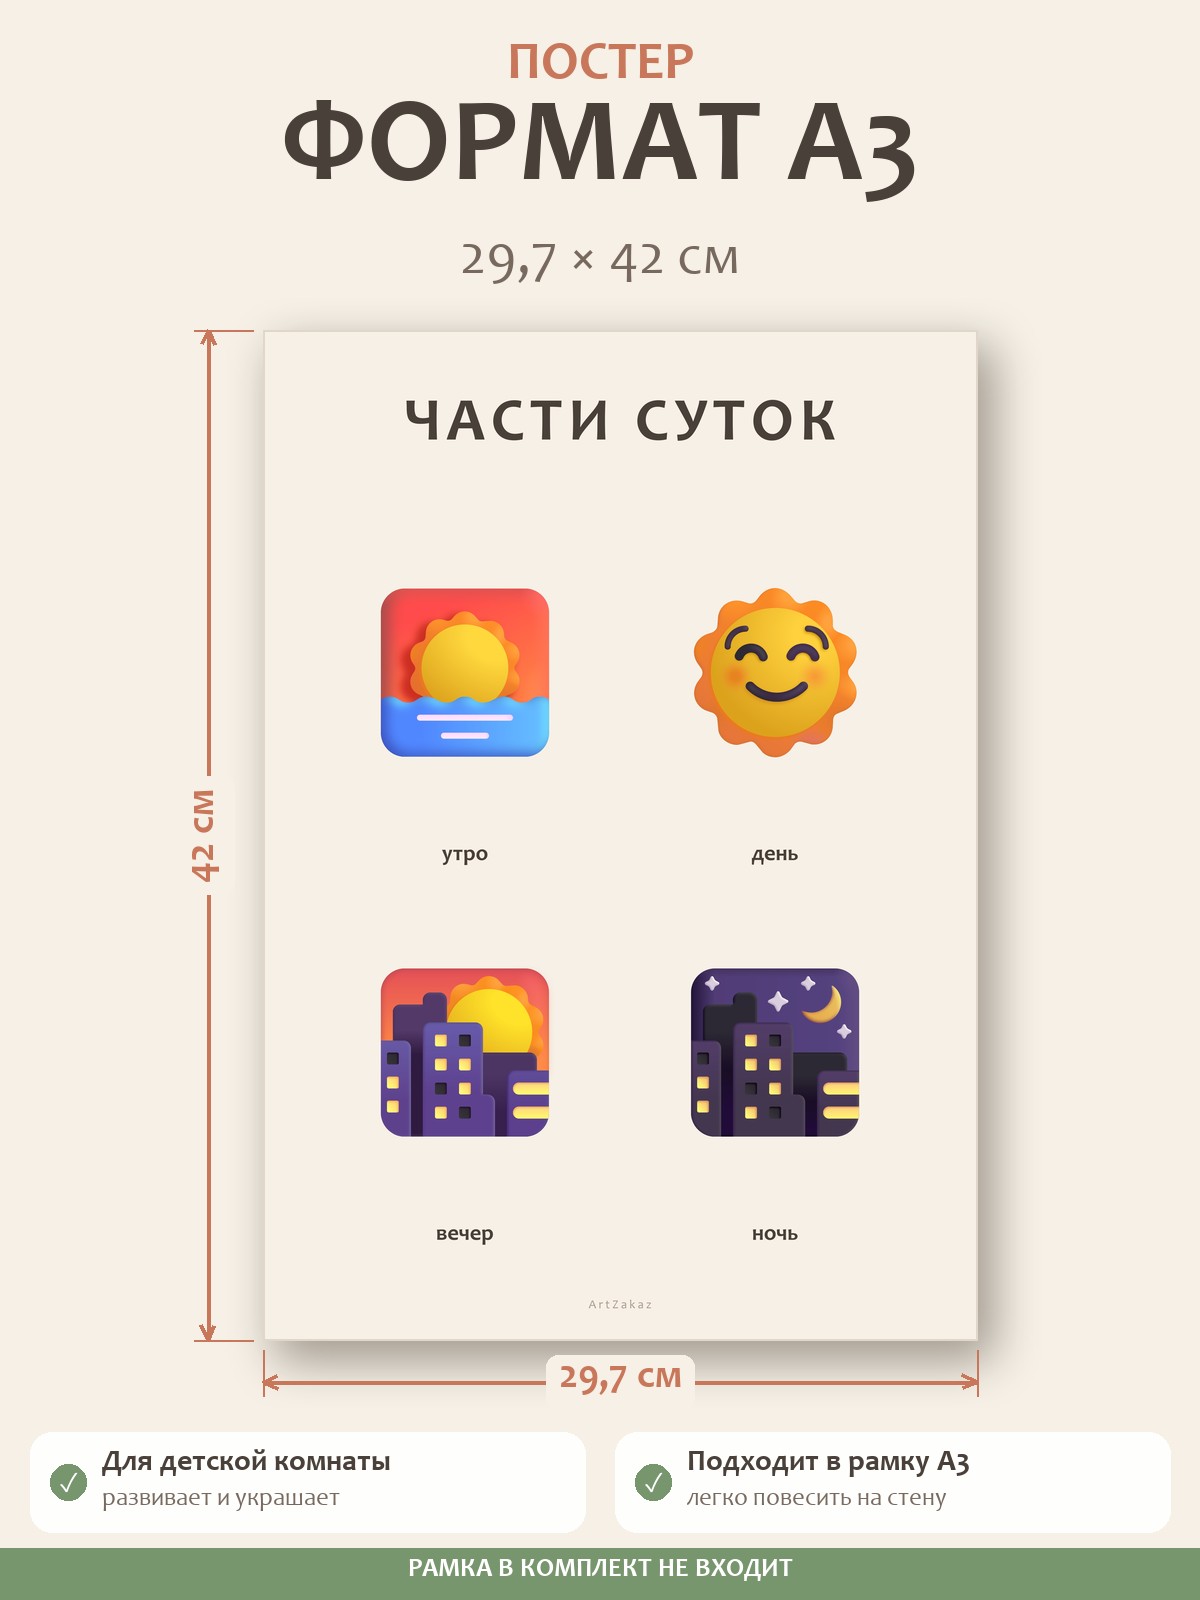 ПОСТЕР
ФОРМАТ А3
29,7 × 42 см
ЧАСТИ СУТОК
утро
день
42 см
вечер
ночь
ArtZakaz
29,7 см
Для детской комнаты
развивает и украшает
Подходит в рамку А3
легко повесить на стену
РАМКА В КОМПЛЕКТ НЕ ВХОДИТ